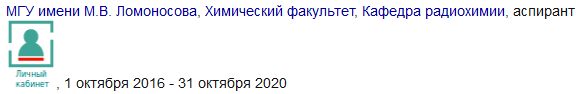 МГУ имени М.В. Ломоносова, Химический факультет, Кафедра радиохимии, аспирант
Личный
кабинет
, 1 октября 2016 - 31 октября 2020